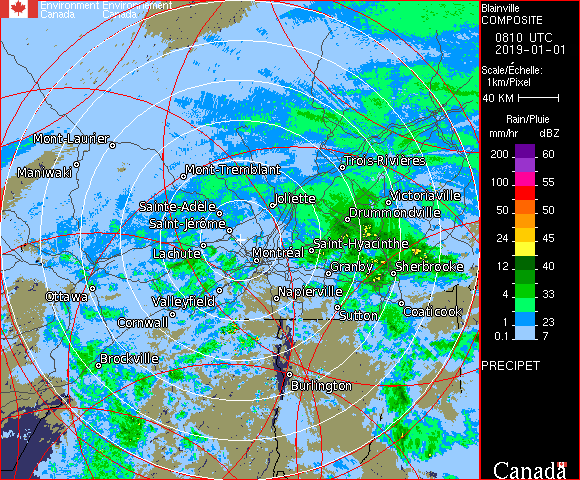 Environment Environnement
Canada Canada
Blainville
COMPOSITE
0810 UTC
2019-01-01
Scale/Échelle:
1km/Pixel
40 KM
Rain/Pluie
mm/hr dBZ
200 60
100 55
50 50
24 45
12 40
4 33
1 23
0.1 7
PRECIPET
Canada
Mont-Laurier
Maniwaki
Mont-Tremblant
Trois-Rivières
Sainte-Adele
Joliette
Victoriaville
Saint-Jérôme
Drummondville
Lachute
Montréal
Saint-Hyacinthe
Granby
Sherbrooke
Ottawa
Valleyfield
Napierville
Cornwall
Sutton
Coaticook
Brockville
Burlington